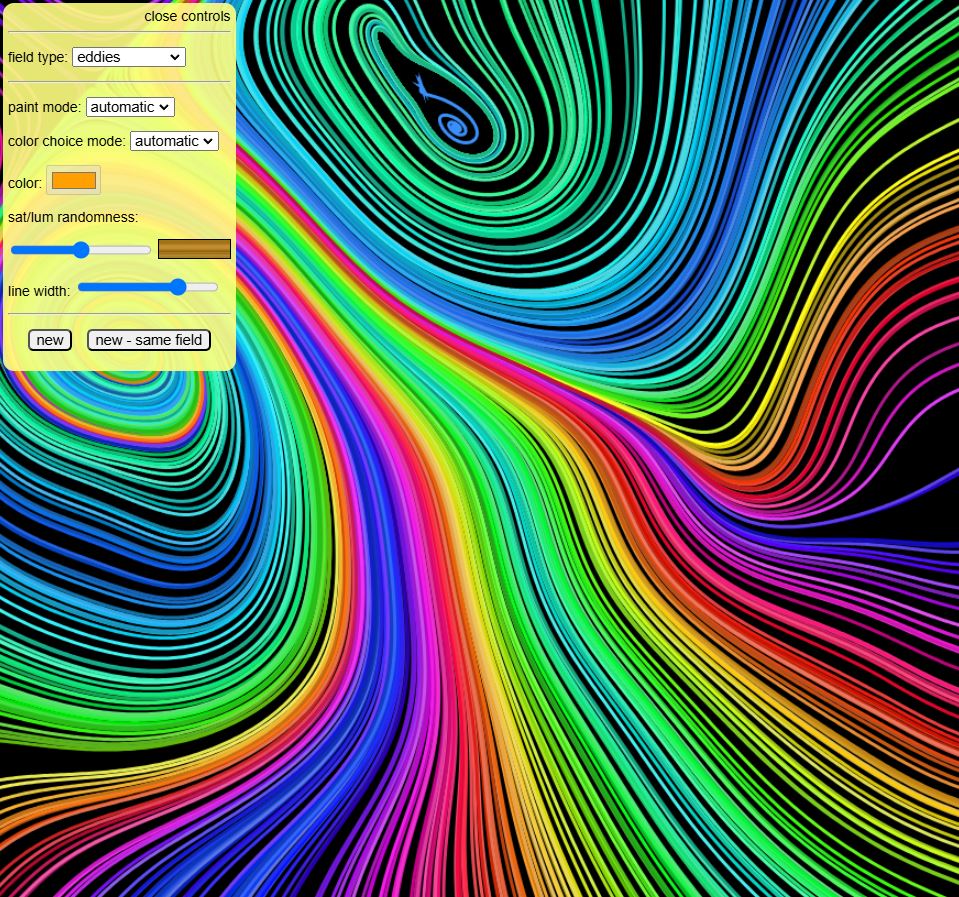 close controls
field type: eddies
paint mode: automatic
color choice mode: automatic
color:
sat/lum randomness:
line width:
new new - same field